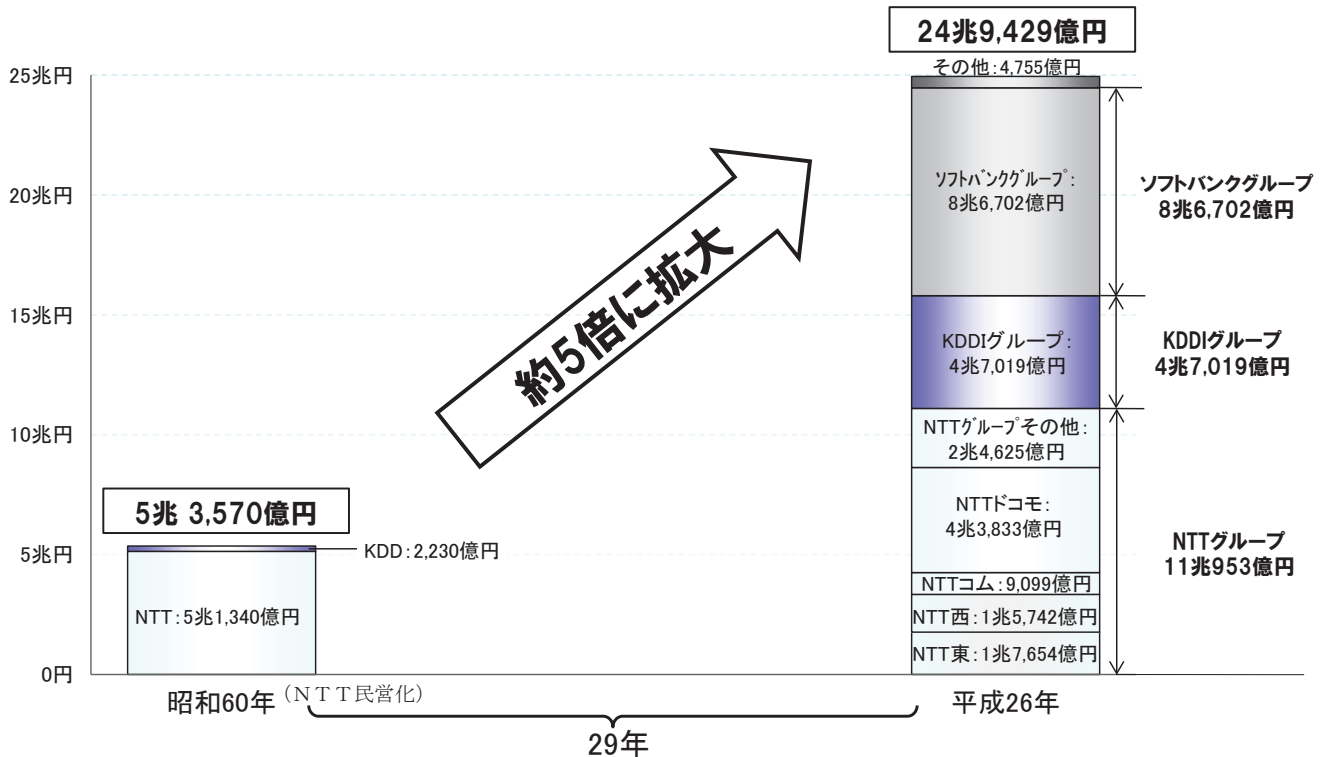 24兆9,429億円
25兆円
20兆円
15兆円
10兆円
5兆円
0円
その他:4,755億円
ソフトバンクグループ:
8兆6,702億円
KDDIグループ:
4兆7,019億円
NTTグループその他:
2兆4,625億円
NTTドコモ:
4兆3,833億円
NTTコム:9,099億円
NTT西:1兆5,742億円
NTT東:1兆7,654億円
ソフトバンクグループ
8兆6,702億円
KDDIグループ
4兆7,019億円
NTTグループ
11兆953億円
約5倍に拡大
5兆 3,570億円
KDD:2,230億円
NTT:5兆1,340億円
昭和60年(NTT民営化)
平成26年
29年